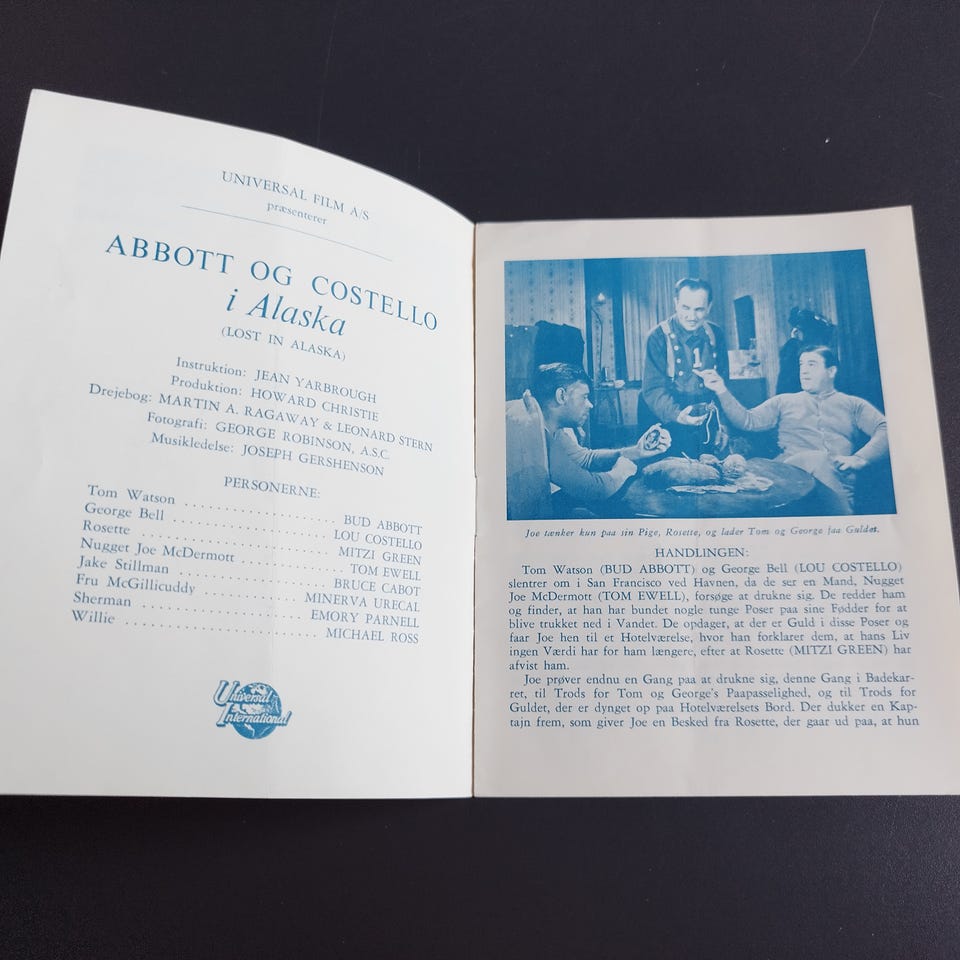 UNIVERSAL FILM A/S
præsenterer
ABBOTT OG COSTELLO
i Alaska
(LOST IN ALASKA)
Instruktion: JEAN YARBROUGH
Produktion: HOWARD CHRISTIE
Drejebog: MARTIN A. RAGAWAY & LEONARD STERN
Fotografi: GEORGE ROBINSON, A.S.C.
Musikledelse: JOSEPH GERSHENSON
PERSONERNE:
Tom Watson .......................... BUD ABBOTT
George Bell .......................... LOU COSTELLO
Rosette .......................... MITZI GREEN
Nugget Joe McDermott .......................... TOM EWELL
Jake Stillman .......................... BRUCE CABOT
Fru McGillicuddy .......................... MINERVA URECAL
Sherman .......................... EMORY PARNELL
Willie .......................... MICHAEL ROSS
Universal
International
Joe tænker kun paa sin Pige, Rosette, og lader Tom og George faa Guldet.
HANDLINGEN:
Tom Watson (BUD ABBOTT) og George Bell (LOU COSTELLO)
slentrer om i San Francisco ved Havnen, da de ser en Mand, Nugget
Joe McDermott (TOM EWELL), forsøge at drukne sig. De redder ham
og finder, at han har bundet nogle tunge Poser paa sine Fødder for at
blive trukket ned i Vandet. De opdager, at der er Guld i disse Poser og
faar Joe hen til et Hotelværelse, hvor han forklarer dem, at hans Liv
ingen Værdi har for ham længere, efter at Rosette (MITZI GREEN) har
afvist ham.
Joe prøver endnu en Gang paa at drukne sig, denne Gang i Badekar-
ret, til Trods for Tom og George's Paapasselighed, og til Trods for
Guldet, der er dynget op paa Hotelværelsets Bord. Der dukker en Kap-
tajn frem, som giver Joe en Besked fra Rosette, der gaar ud paa, at hun